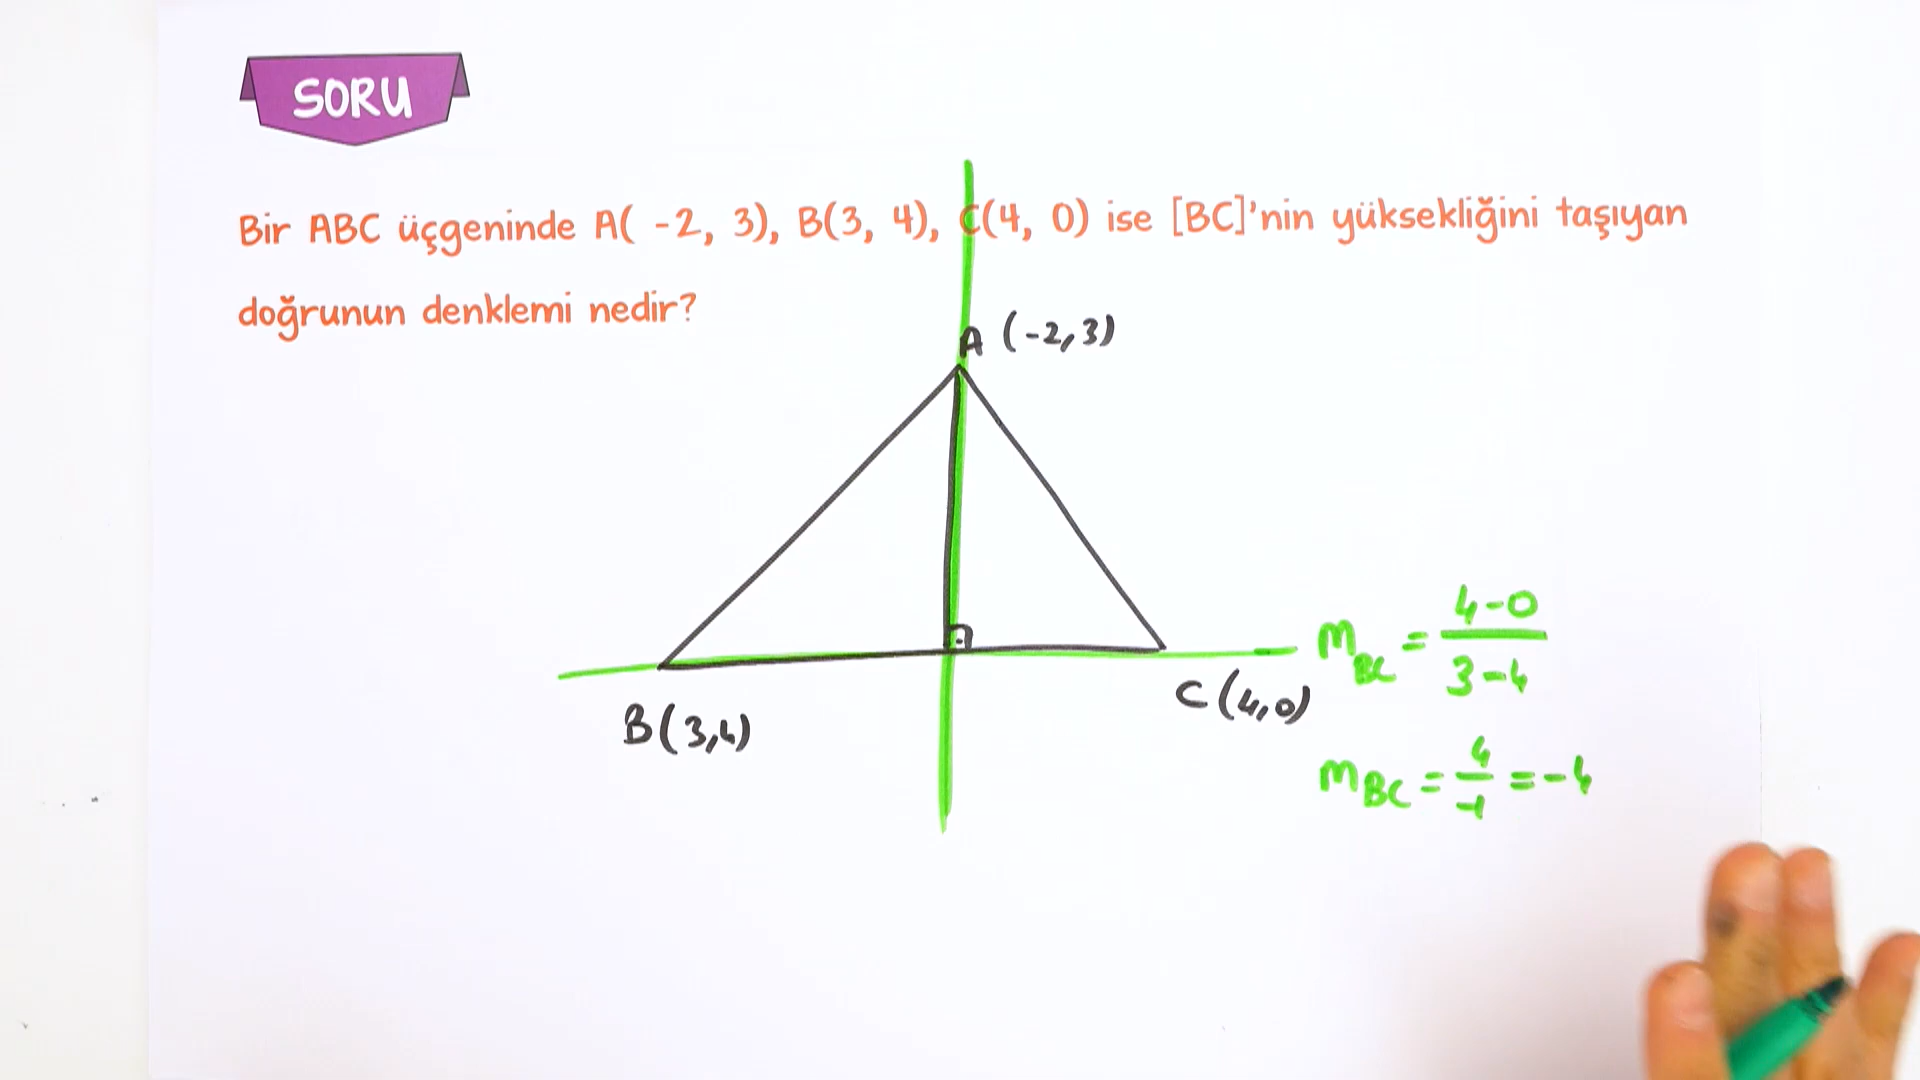 SORU
Bir ABC üçgeninde A( -2, 3), B(3, 4), C(4, 0) ise [BC]'nin yüksekliğini taşıyan
doğrunun denklemi nedir?
A (-2,3)
B(3,4)
C(4,0)
m_BC = 4-0 / 3-4
m_BC = 4/-1 = -4